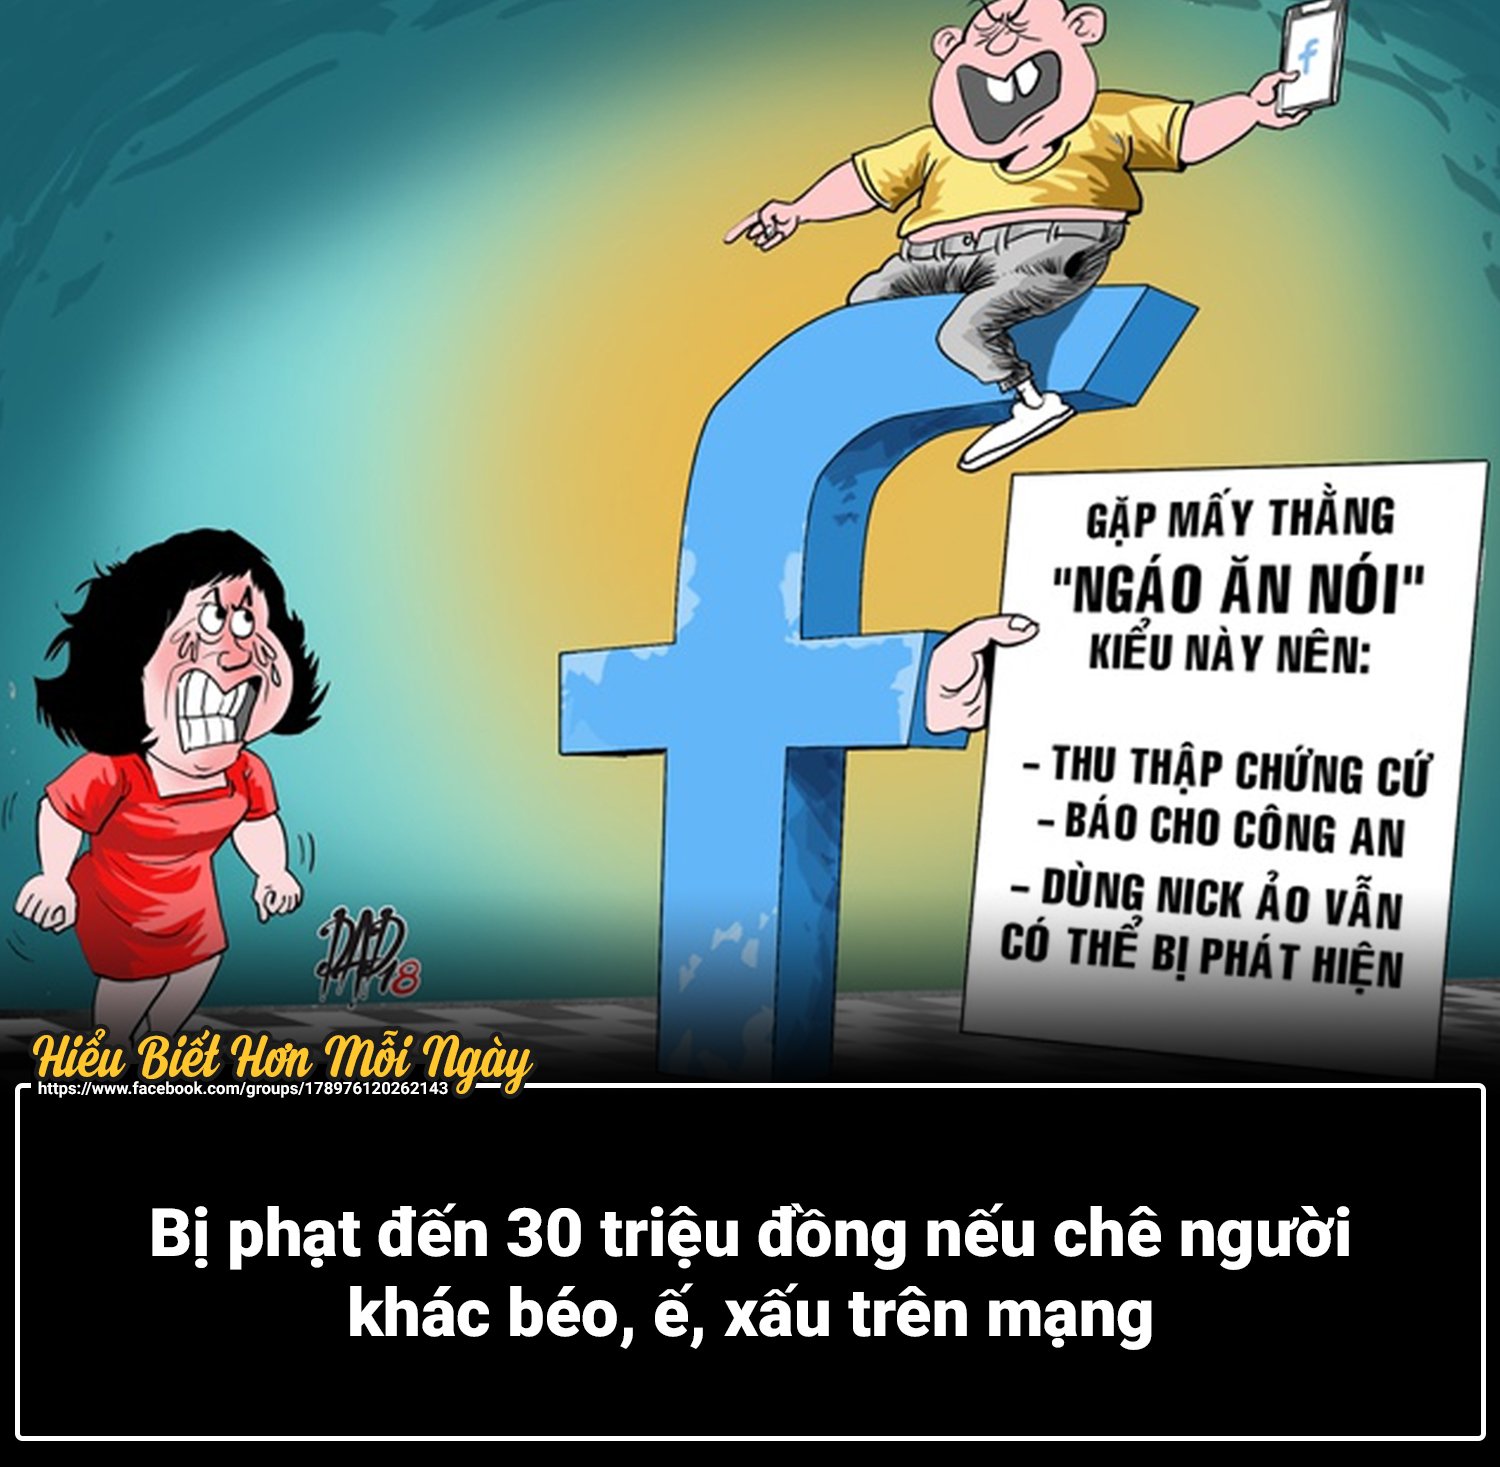 f
GẶP MẤY THẰNG
"NGÁO ĂN NÓI"
KIỂU NÀY NÊN:
- THU THẬP CHỨNG CỨ
- BÁO CHO CÔNG AN
- DÙNG NICK ẢO VẪN
CÓ THỂ BỊ PHÁT HIỆN
DAD18
Hiểu Biết Hơn Mỗi Ngày
https://www.facebook.com/groups/178976120262143
Bị phạt đến 30 triệu đồng nếu chê người
khác béo, ế, xấu trên mạng